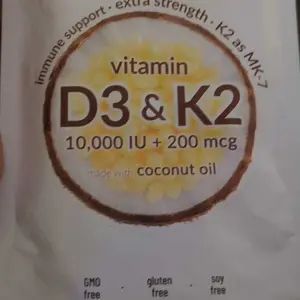 immune support · extra strength · K2 as MK-7
vitamin
D3 & K2
10,000 IU + 200 mcg
made with coconut oil
GMO free · gluten free · soy free